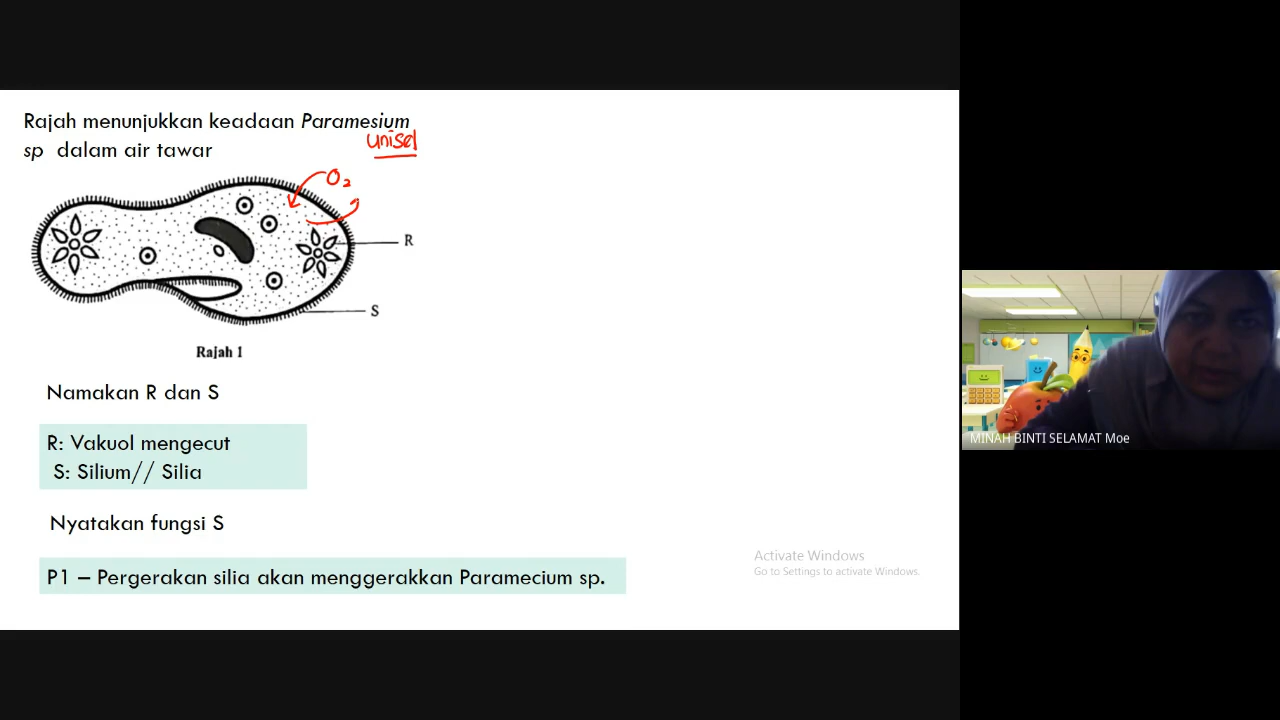 Rajah menunjukkan keadaan Paramesium
sp dalam air tawar
unisel
O₂
R
S
Rajah 1
Namakan R dan S
R: Vakuol mengecut
S: Silium// Silia
Nyatakan fungsi S
P1 – Pergerakan silia akan menggerakkan Paramecium sp.
Activate Windows
Go to Settings to activate Windows.
MINAH BINTI SELAMAT Moe